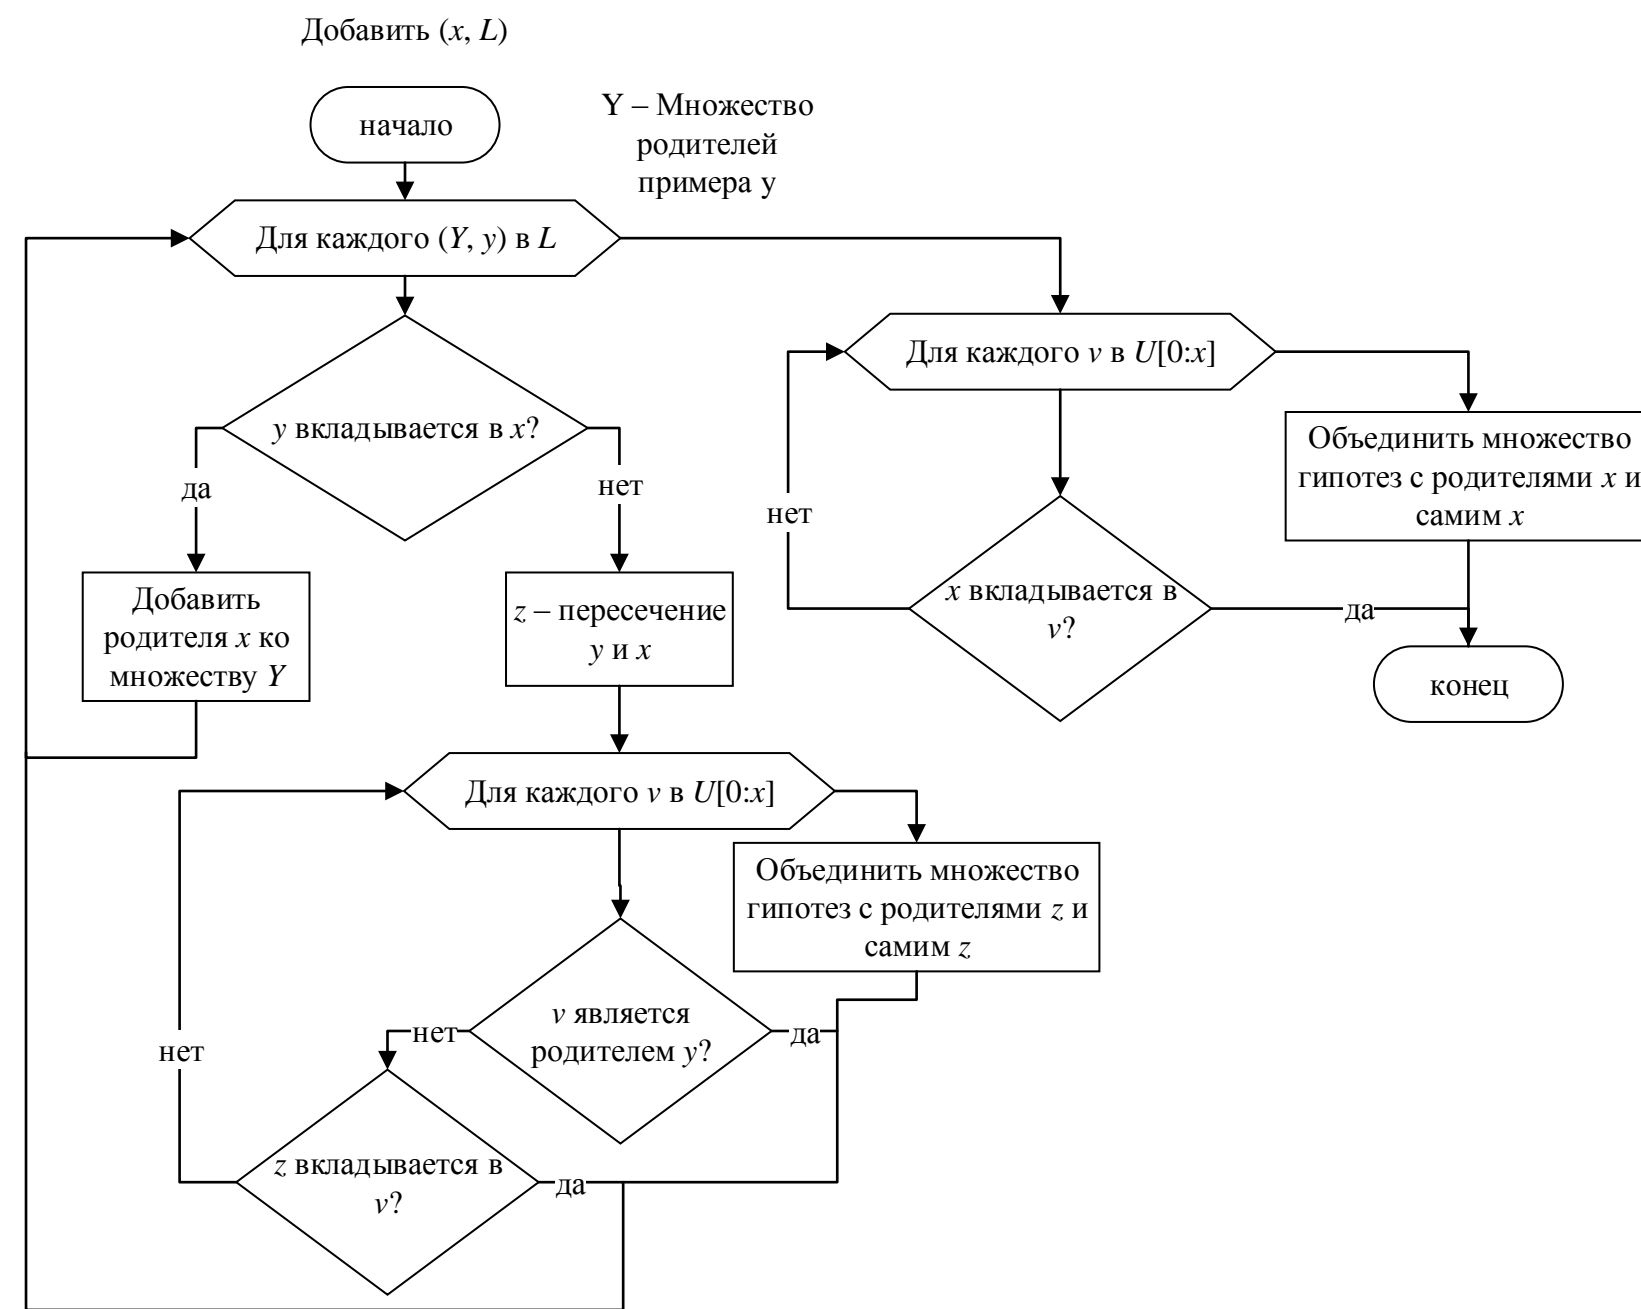 Добавить (x, L)
начало
Y – Множество
родителей
примера y
Для каждого (Y, y) в L
Для каждого v в U[0:x]
y вкладывается в x?
Объединить множество
гипотез с родителями x и
самим x
да
нет
нет
Добавить
родителя x ко
множеству Y
z – пересечение
y и x
x вкладывается в
v?
да
конец
Для каждого v в U[0:x]
Объединить множество
гипотез с родителями z и
самим z
v является
родителем y?
нет
да
нет
z вкладывается в
v?
да